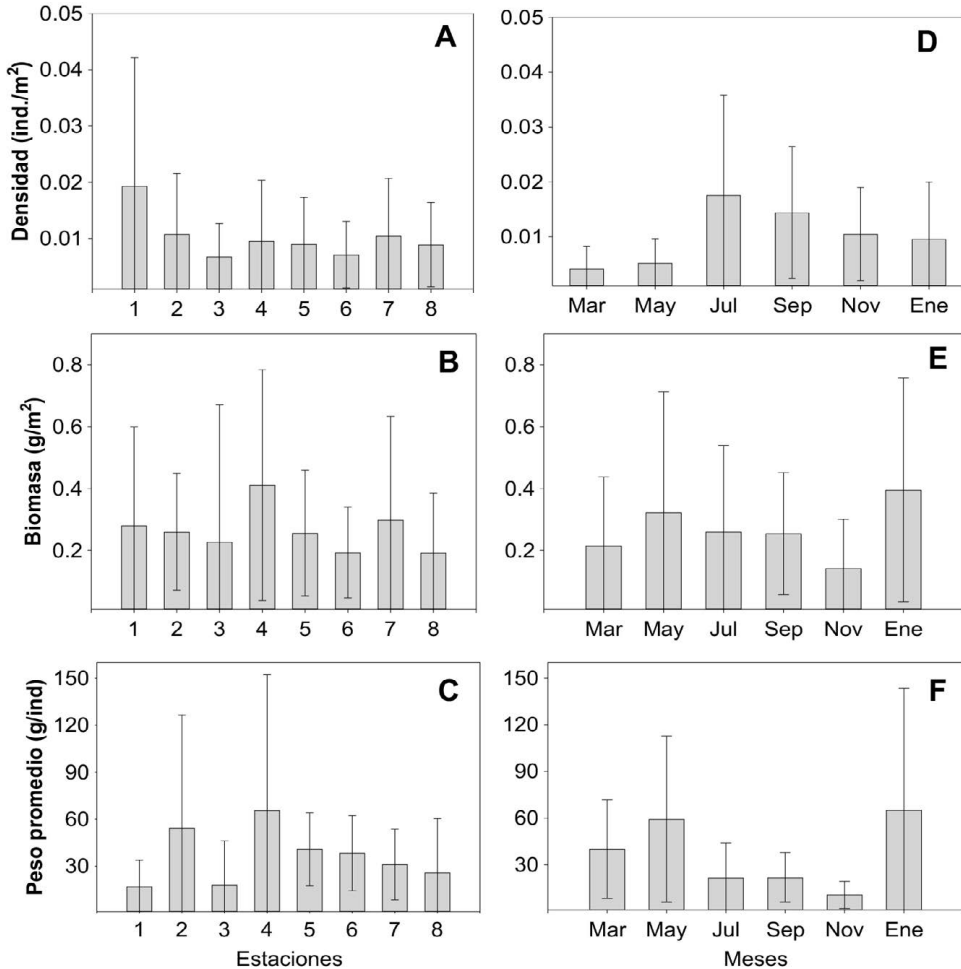 A
Densidad (ind./m²)
0.05
0.04
0.03
0.02
0.01
1 2 3 4 5 6 7 8
D
0.05
0.04
0.03
0.02
0.01
Mar May Jul Sep Nov Ene
B
Biomasa (g/m²)
0.8
0.6
0.4
0.2
1 2 3 4 5 6 7 8
E
0.8
0.6
0.4
0.2
Mar May Jul Sep Nov Ene
C
Peso promedio (g/ind)
150
120
90
60
30
1 2 3 4 5 6 7 8
Estaciones
F
150
120
90
60
30
Mar May Jul Sep Nov Ene
Meses